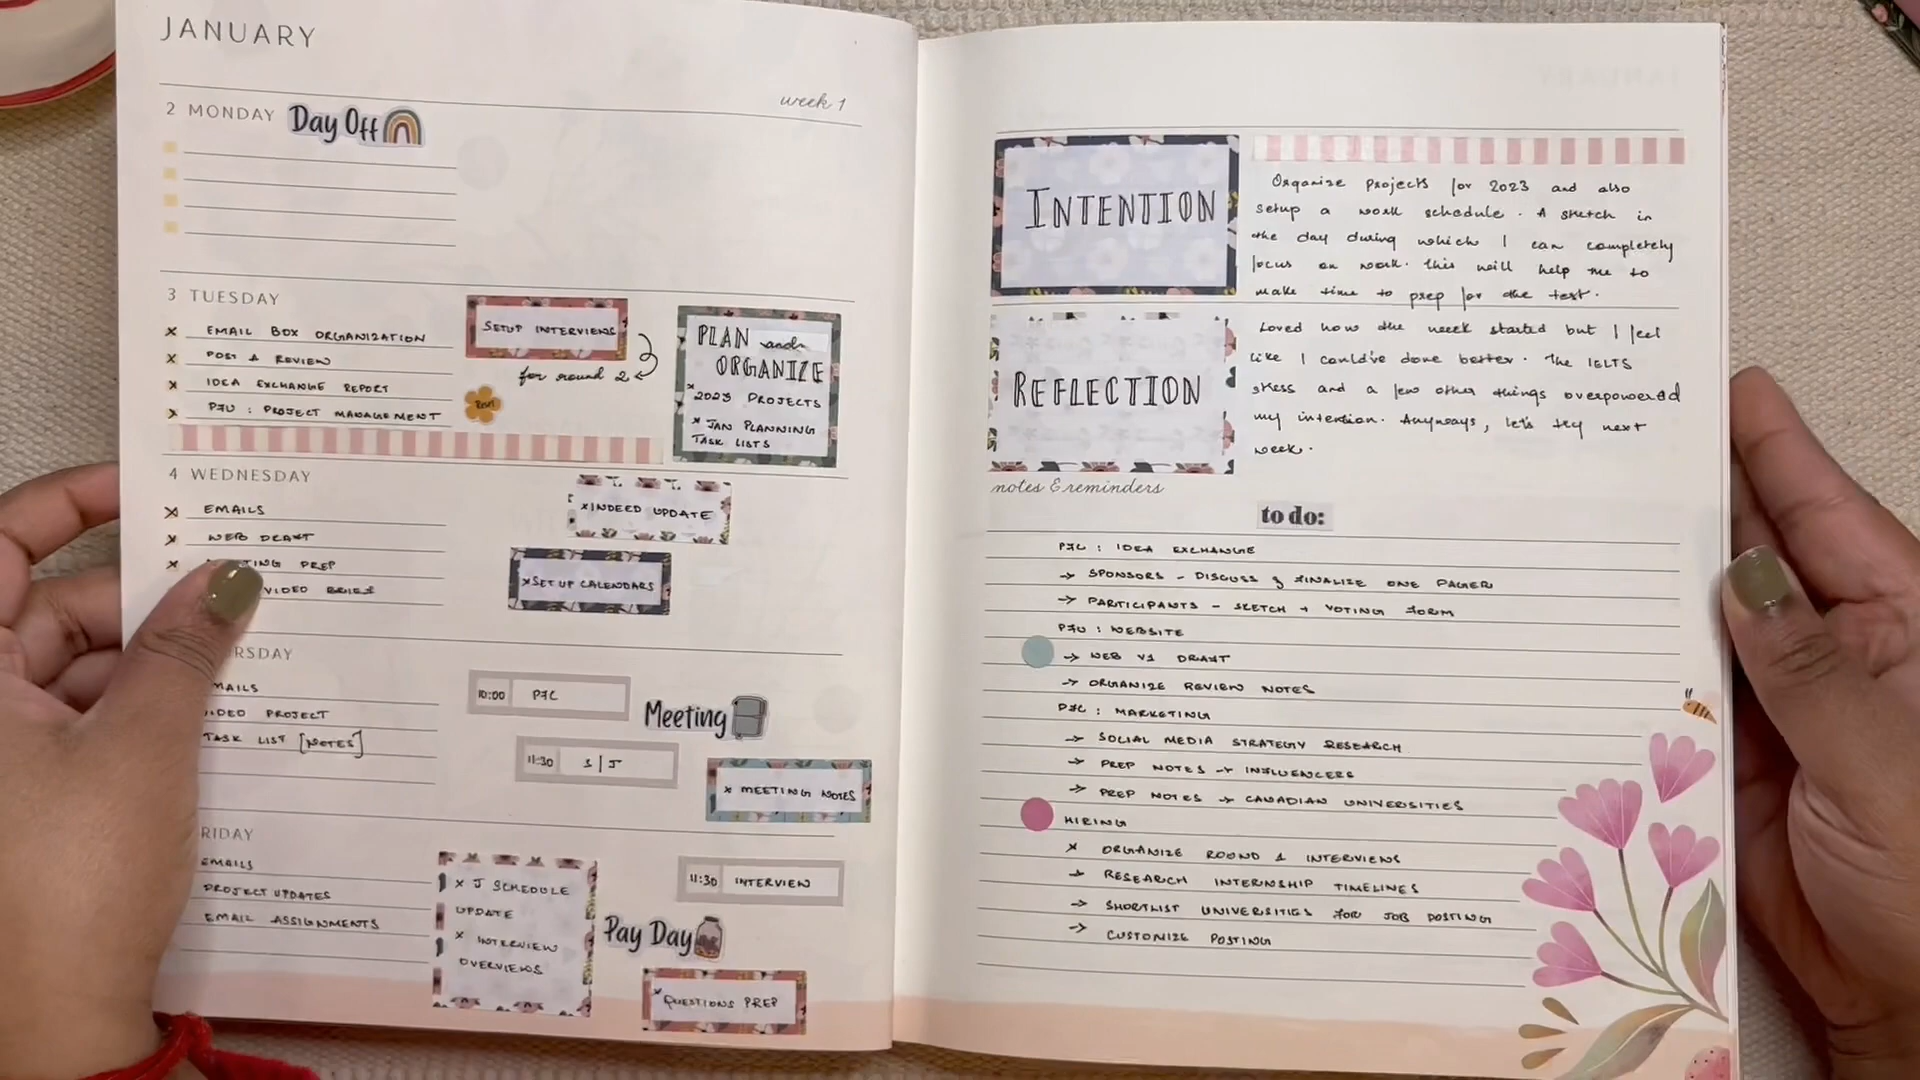 JANUARY
week 1
2 MONDAY Day Off
3 TUESDAY
EMAIL BOX ORGANIZATION
POST A REVIEW
IDEA EXCHANGE REPORT
PFU : PROJECT MANAGEMENT
SETUP INTERVIEWS
for round 2
Reset
PLAN and
ORGANIZE
x 2023 PROJECTS
x JAN PLANNING
TASK LISTS
4 WEDNESDAY
x EMAILS
x WEB DRAFT
x TING PREP
VIDEO BRIEF
x INDEED UPDATE
x SET UP CALENDARS
RSDAY
MAILS
VIDEO PROJECT
TASK LIST [NOTES]
10:00
Meeting
11:30 S | J
x MEETING NOTES
RIDAY
EMAILS
PROJECT UPDATES
EMAIL ASSIGNMENTS
x J SCHEDULE
UPDATE
x INTERVIEW
OVERVIEWS
11:30 INTERVIEW
Pay Day
x QUESTIONS PREP
INTENTION
Organize projects for 2023 and also
setup a work schedule. A sketch in
the day during which I can completely
focus on work. This will help me to
make time to prep for the test.
REFLECTION
Loved how the week started but I feel
like I could've done better. The IELTS
stress and a few other things overpowered
my intention. Anyways, let's try next
week.
notes & reminders
to do:
: IDEA EXCHANGE
→ SPONSORS - DISCUSS & FINALIZE ONE PAGER
→ PARTICIPANTS - SKETCH + VOTING FORM
PFU : WEBSITE
→ WEB V1 DRAFT
→ ORGANIZE REVIEW NOTES
: MARKETING
→ SOCIAL MEDIA STRATEGY RESEARCH
→ PREP NOTES → INFLUENCERS
→ PREP NOTES → CANADIAN UNIVERSITIES
HIRING
x ORGANIZE ROUND 1 INTERVIEWS
→ RESEARCH INTERNSHIP TIMELINES
→ SHORTLIST UNIVERSITIES FOR JOB POSTING
→ CUSTOMIZE POSTING